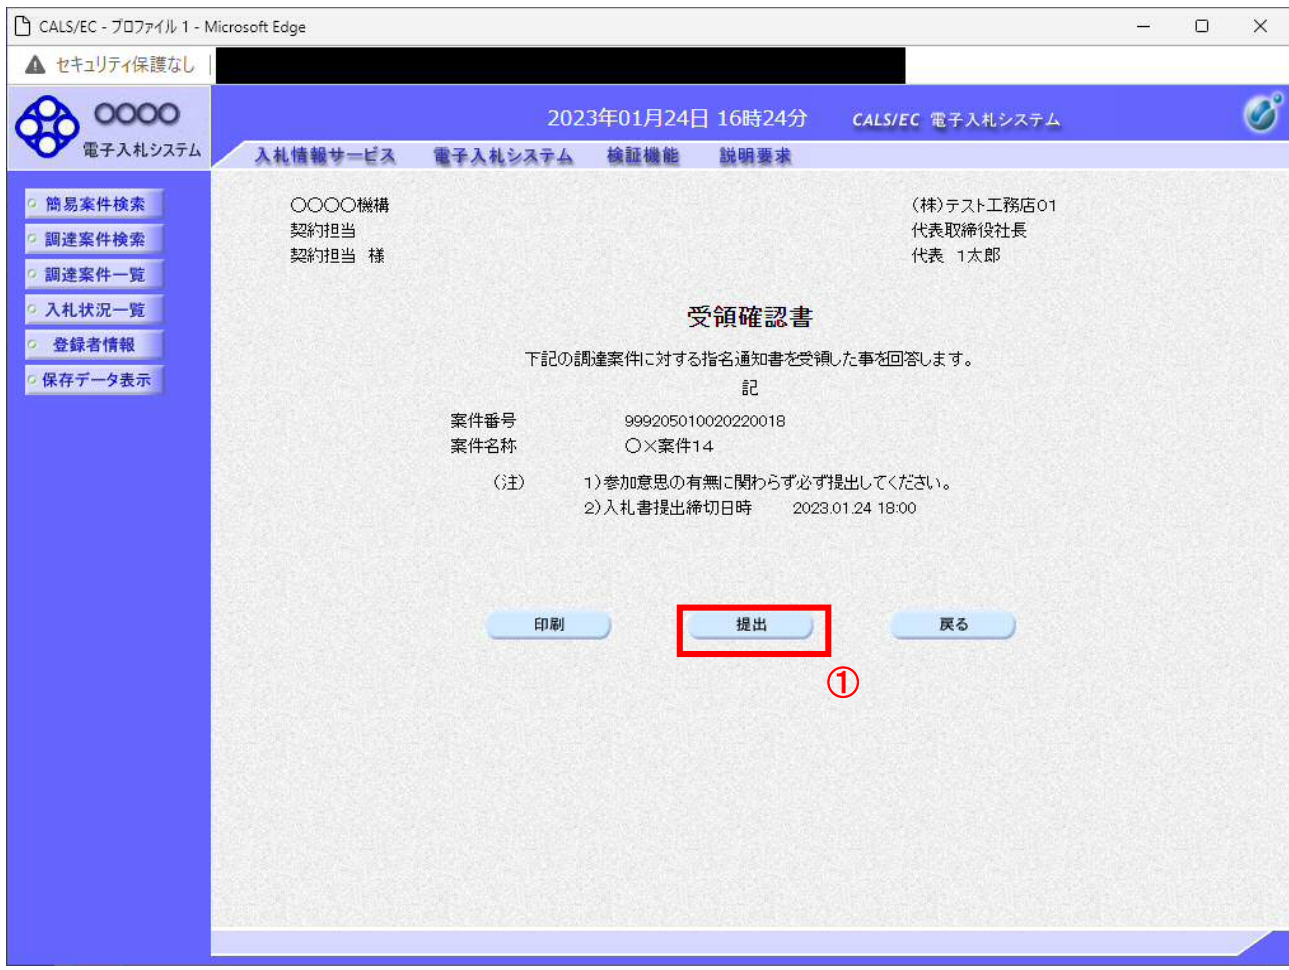 CALS/EC - プロファイル 1 - Microsoft Edge
セキュリティ保護なし
〇〇〇〇
電子入札システム
2023年01月24日 16時24分
CALS/EC 電子入札システム
入札情報サービス
電子入札システム
検証機能
説明要求
簡易案件検索
調達案件検索
調達案件一覧
入札状況一覧
登録者情報
保存データ表示
〇〇〇〇機構
契約担当
契約担当 様
(株)テスト工務店01
代表取締役社長
代表 1太郎
受領確認書
下記の調達案件に対する指名通知書を受領した事を回答します。
記
案件番号 999205010020220018
案件名称 〇×案件14
(注) 1)参加意思の有無に関わらず必ず提出してください。
2)入札書提出締切日時 2023.01.24 18:00
印刷
提出
戻る
①